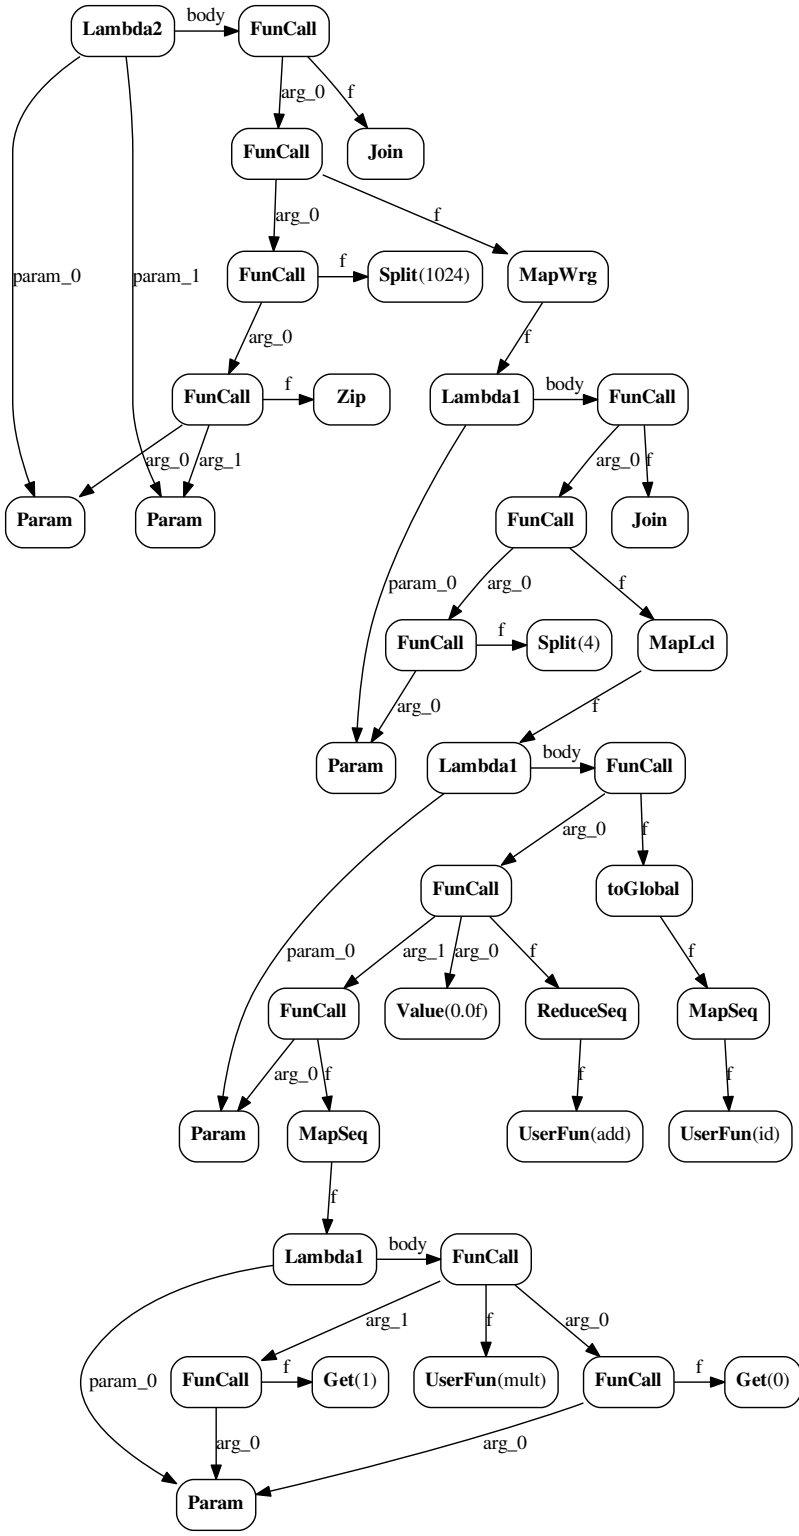 Lambda2 body FunCall
arg_0 f
FunCall Join
arg_0 f
param_0 param_1 FunCall f Split(1024) MapWrg
arg_0 f
FunCall f Zip Lambda1 body FunCall
arg_0 arg_1 arg_0 f
Param Param FunCall Join
param_0 arg_0 f
FunCall f Split(4) MapLcl
arg_0 f
Param Lambda1 body FunCall
arg_0 f
FunCall toGlobal
param_0 arg_1 arg_0 f f
FunCall Value(0.0f) ReduceSeq MapSeq
arg_0 f f f
Param MapSeq UserFun(add) UserFun(id)
f
Lambda1 body FunCall
arg_1 f arg_0
param_0 FunCall f Get(1) UserFun(mult) FunCall f Get(0)
arg_0 arg_0
Param